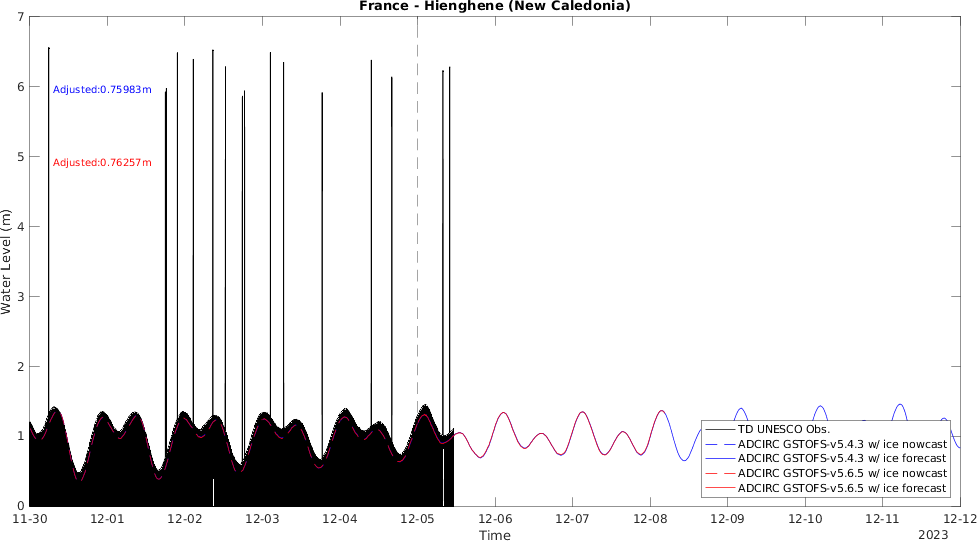 France - Hienghene (New Caledonia)
7
6
5
4
3
2
1
0
Water Level (m)
Adjusted:0.75983m
Adjusted:0.76257m
TD UNESCO Obs.
ADCIRC GSTOFS-v5.4.3 w/ ice nowcast
ADCIRC GSTOFS-v5.4.3 w/ ice forecast
ADCIRC GSTOFS-v5.6.5 w/ ice nowcast
ADCIRC GSTOFS-v5.6.5 w/ ice forecast
11-30 12-01 12-02 12-03 12-04 12-05 12-06 12-07 12-08 12-09 12-10 12-11 12-12
Time
2023